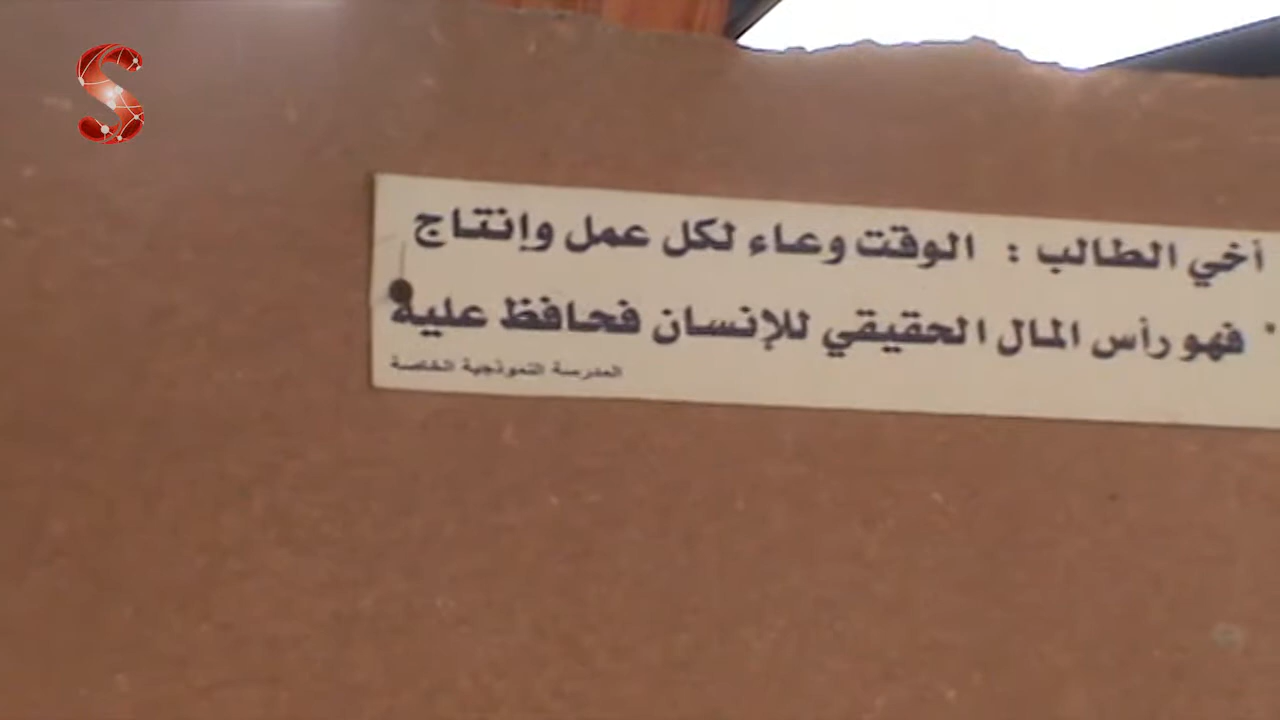 أخي الطالب : الوقت وعاء لكل عمل وإنتاج
فهو رأس المال الحقيقي للإنسان فحافظ عليه
المدرسة النموذجية الخاصة
S